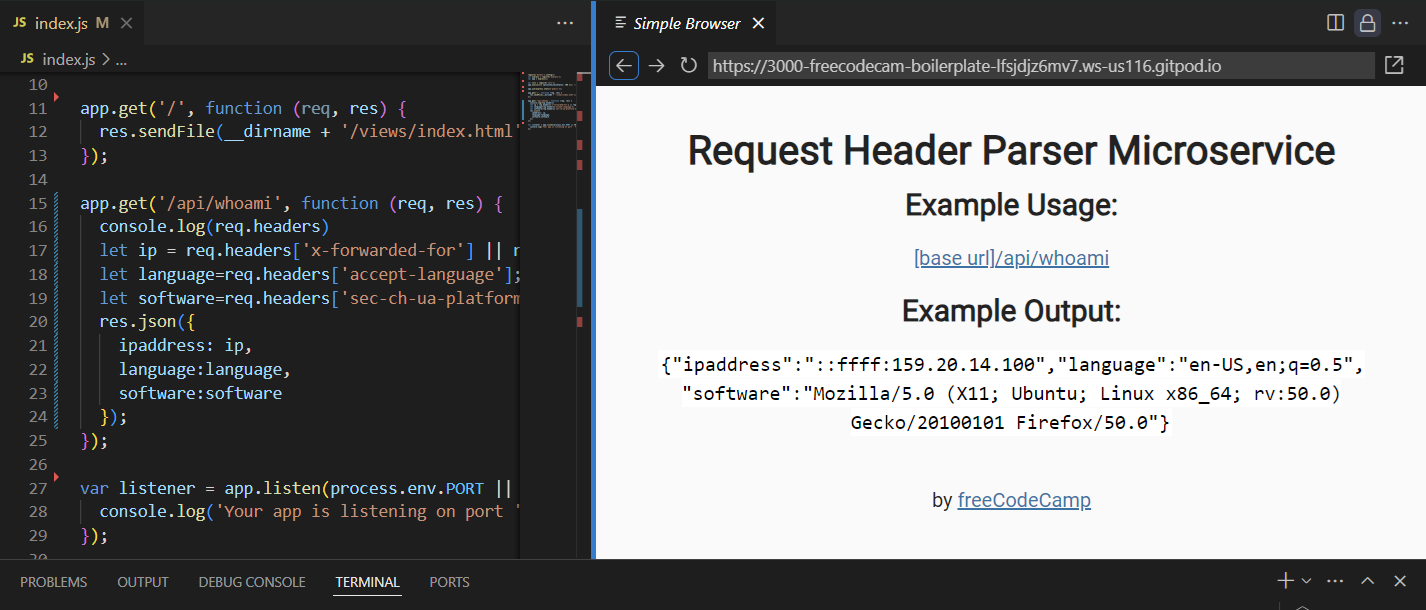 JS index.js M
JS index.js > ...
10
11 app.get('/', function (req, res) {
12 res.sendFile(__dirname + '/views/index.html'
13 });
14
15 app.get('/api/whoami', function (req, res) {
16 console.log(req.headers)
17 let ip = req.headers['x-forwarded-for'] || r
18 let language=req.headers['accept-language'];
19 let software=req.headers['sec-ch-ua-platform
20 res.json({
21 ipaddress: ip,
22 language:language,
23 software:software
24 });
25 });
26
27 var listener = app.listen(process.env.PORT ||
28 console.log('Your app is listening on port '
29 });
30
Simple Browser
https://3000-freecodecam-boilerplate-lfsjdjz6mv7.ws-us116.gitpod.io
Request Header Parser Microservice
Example Usage:
[base url]/api/whoami
Example Output:
{"ipaddress":"::ffff:159.20.14.100","language":"en-US,en;q=0.5",
"software":"Mozilla/5.0 (X11; Ubuntu; Linux x86_64; rv:50.0)
Gecko/20100101 Firefox/50.0"}
by freeCodeCamp
PROBLEMS OUTPUT DEBUG CONSOLE TERMINAL PORTS